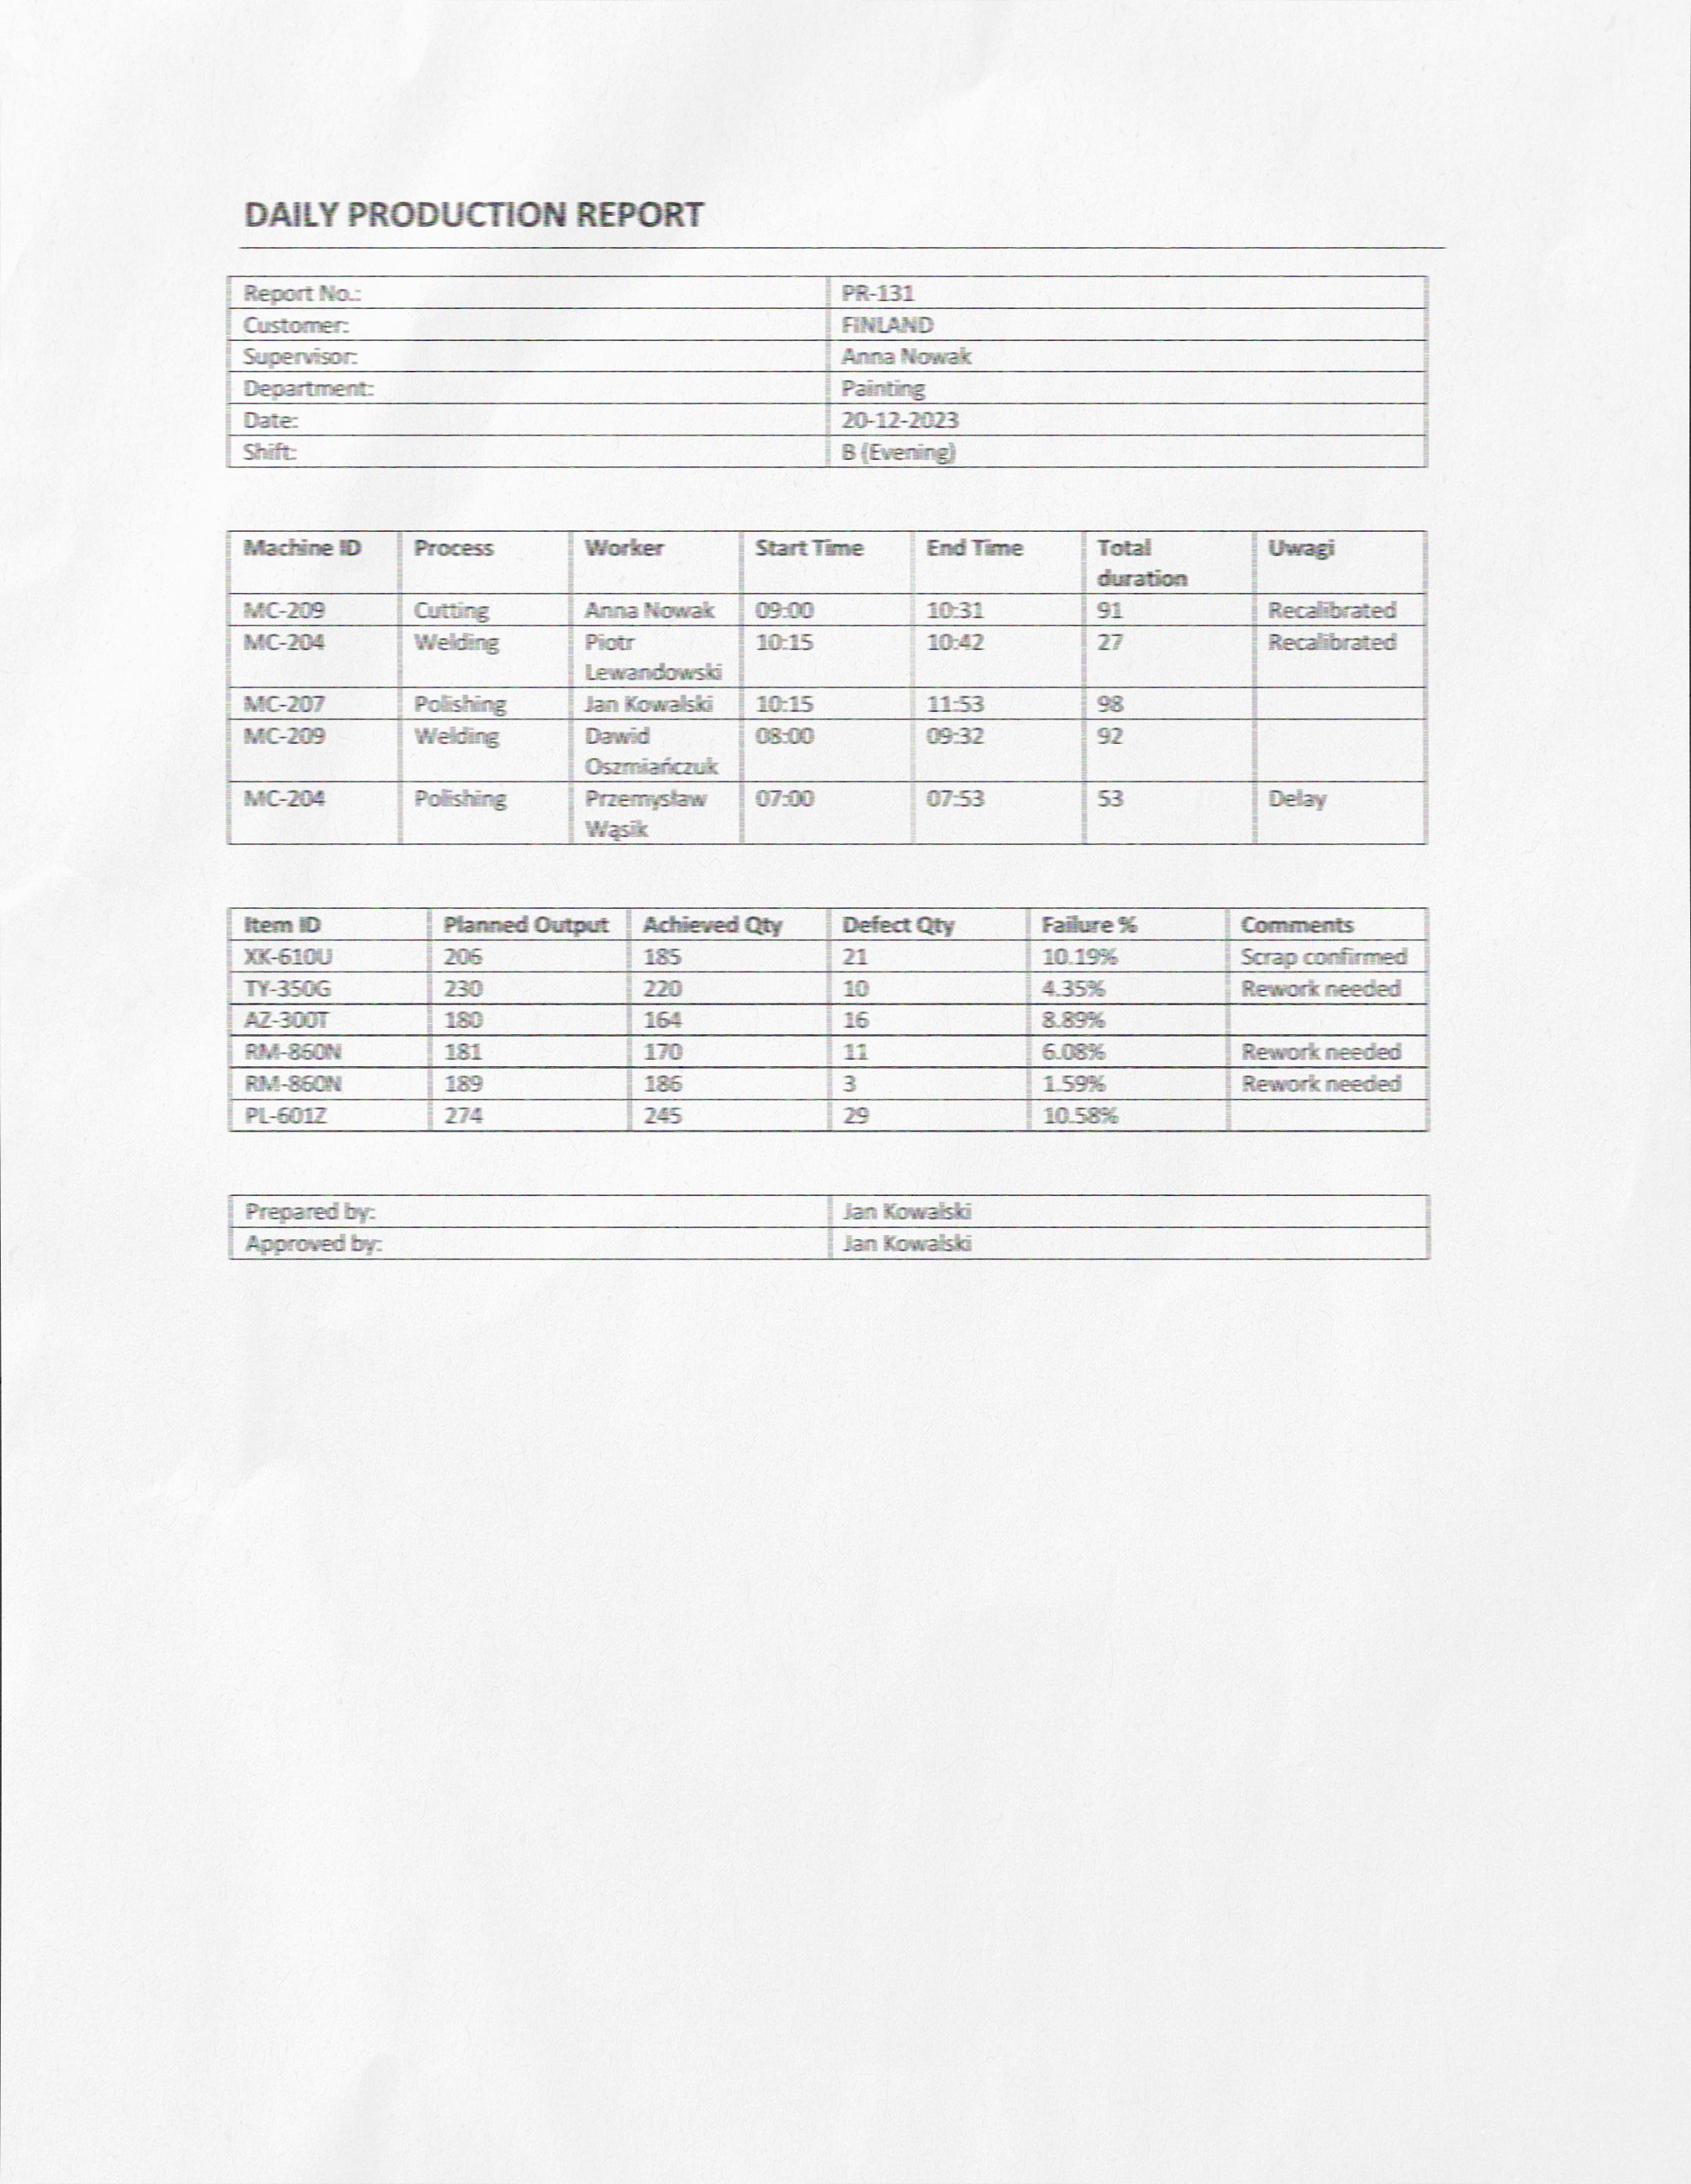 DAILY PRODUCTION REPORT
Report No.: PR-131
Customer: FINLAND
Supervisor: Anna Nowak
Department: Painting
Date: 20-12-2023
Shift: B (Evening)
Machine ID Process Worker Start Time End Time Total duration Uwagi
MC-209 Cutting Anna Nowak 09:00 10:31 91 Recalibrated
MC-204 Welding Piotr Lewandowski 10:15 10:42 27 Recalibrated
MC-207 Polishing Jan Kowalski 10:15 11:53 98
MC-209 Welding Dawid Oszmiańczuk 08:00 09:32 92
MC-204 Polishing Przemysław Wąsik 07:00 07:53 53 Delay
Item ID Planned Output Achieved Qty Defect Qty Failure % Comments
XK-610U 206 185 21 10.19% Scrap confirmed
TY-350G 230 220 10 4.35% Rework needed
AZ-300T 180 164 16 8.89%
RM-860N 181 170 11 6.08% Rework needed
RM-860N 189 186 3 1.59% Rework needed
PL-601Z 274 245 29 10.58%
Prepared by: Jan Kowalski
Approved by: Jan Kowalski